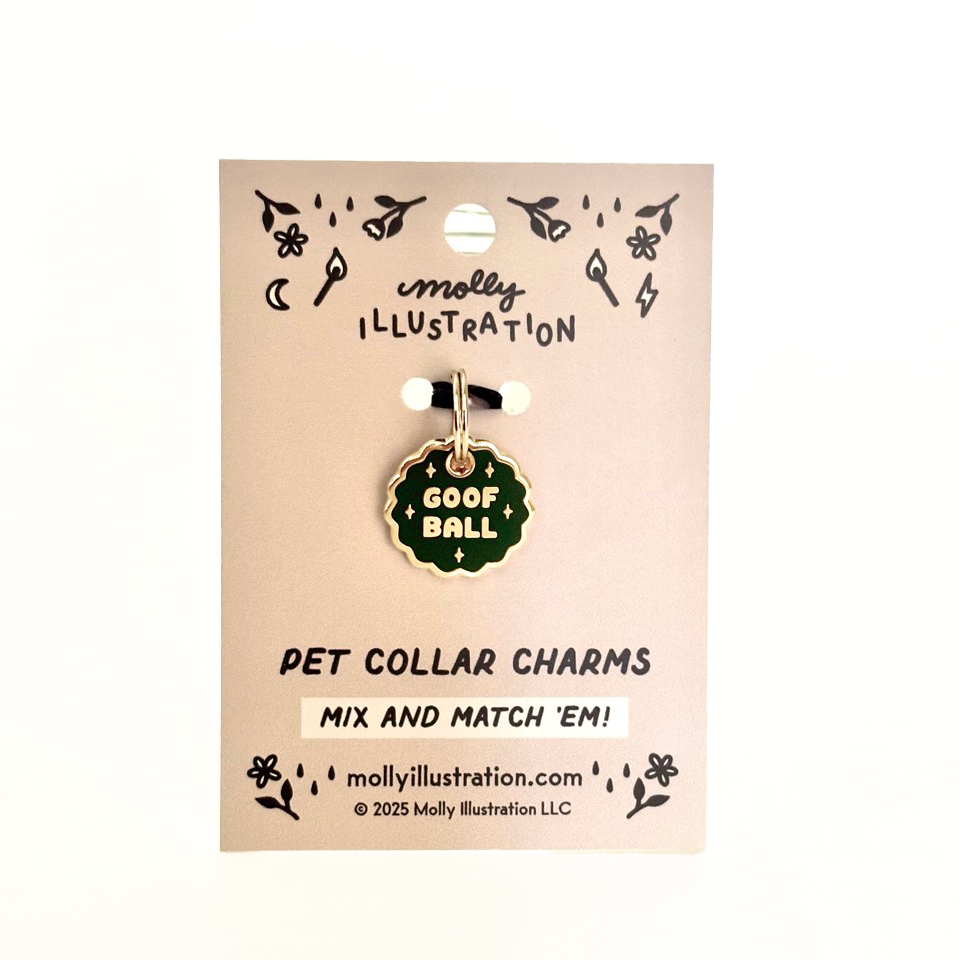 molly
ILLUSTRATION
GOOF
BALL
PET COLLAR CHARMS
MIX AND MATCH 'EM!
mollyillustration.com
© 2025 Molly Illustration LLC